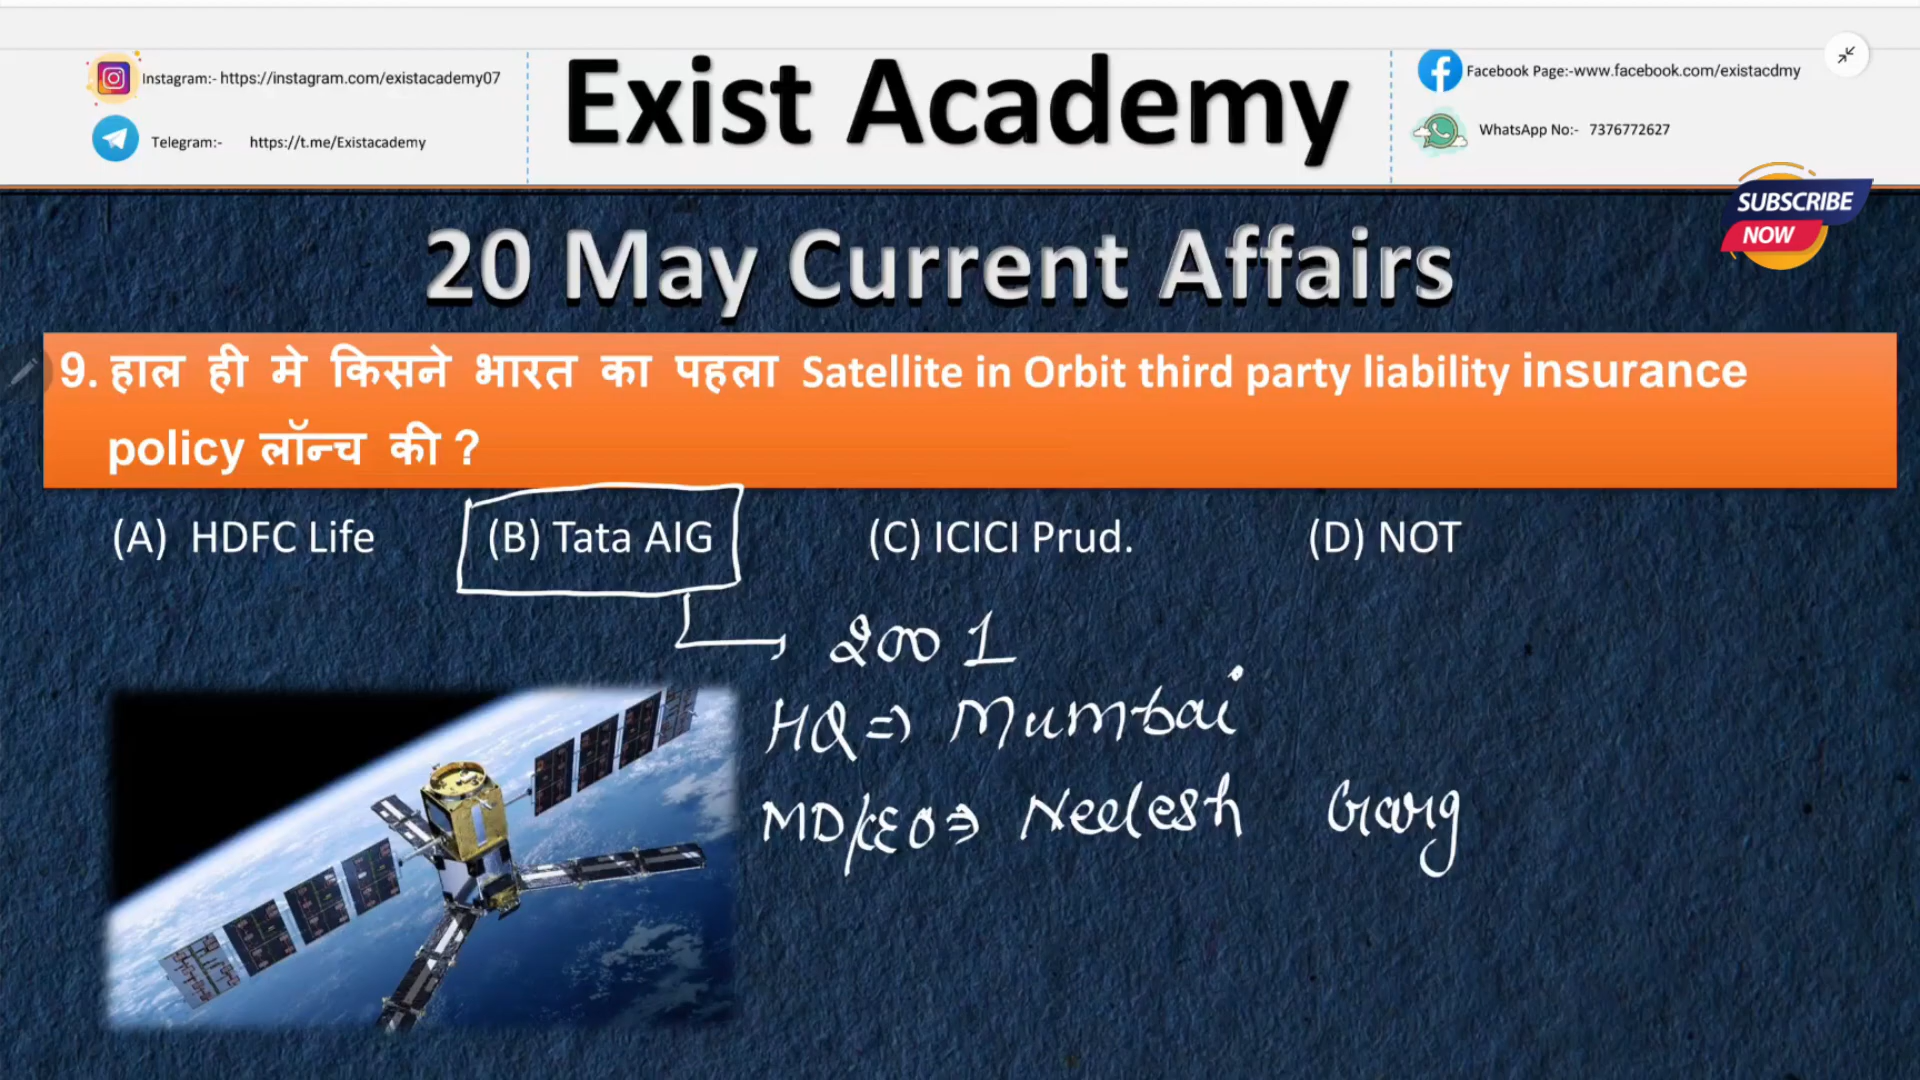 Instagram:- https://instagram.com/existacademy07
Telegram:- https://t.me/Existacademy
Exist Academy
Facebook Page:-www.facebook.com/existacdmy
WhatsApp No:- 7376772627
SUBSCRIBE
NOW
20 May Current Affairs
9. हाल ही मे किसने भारत का पहला Satellite in Orbit third party liability insurance
policy लॉन्च की ?
(A) HDFC Life (B) Tata AIG (C) ICICI Prud. (D) NOT
2001
HQ ⇒ Mumbai
MD/CEO ⇒ Neelesh Garg